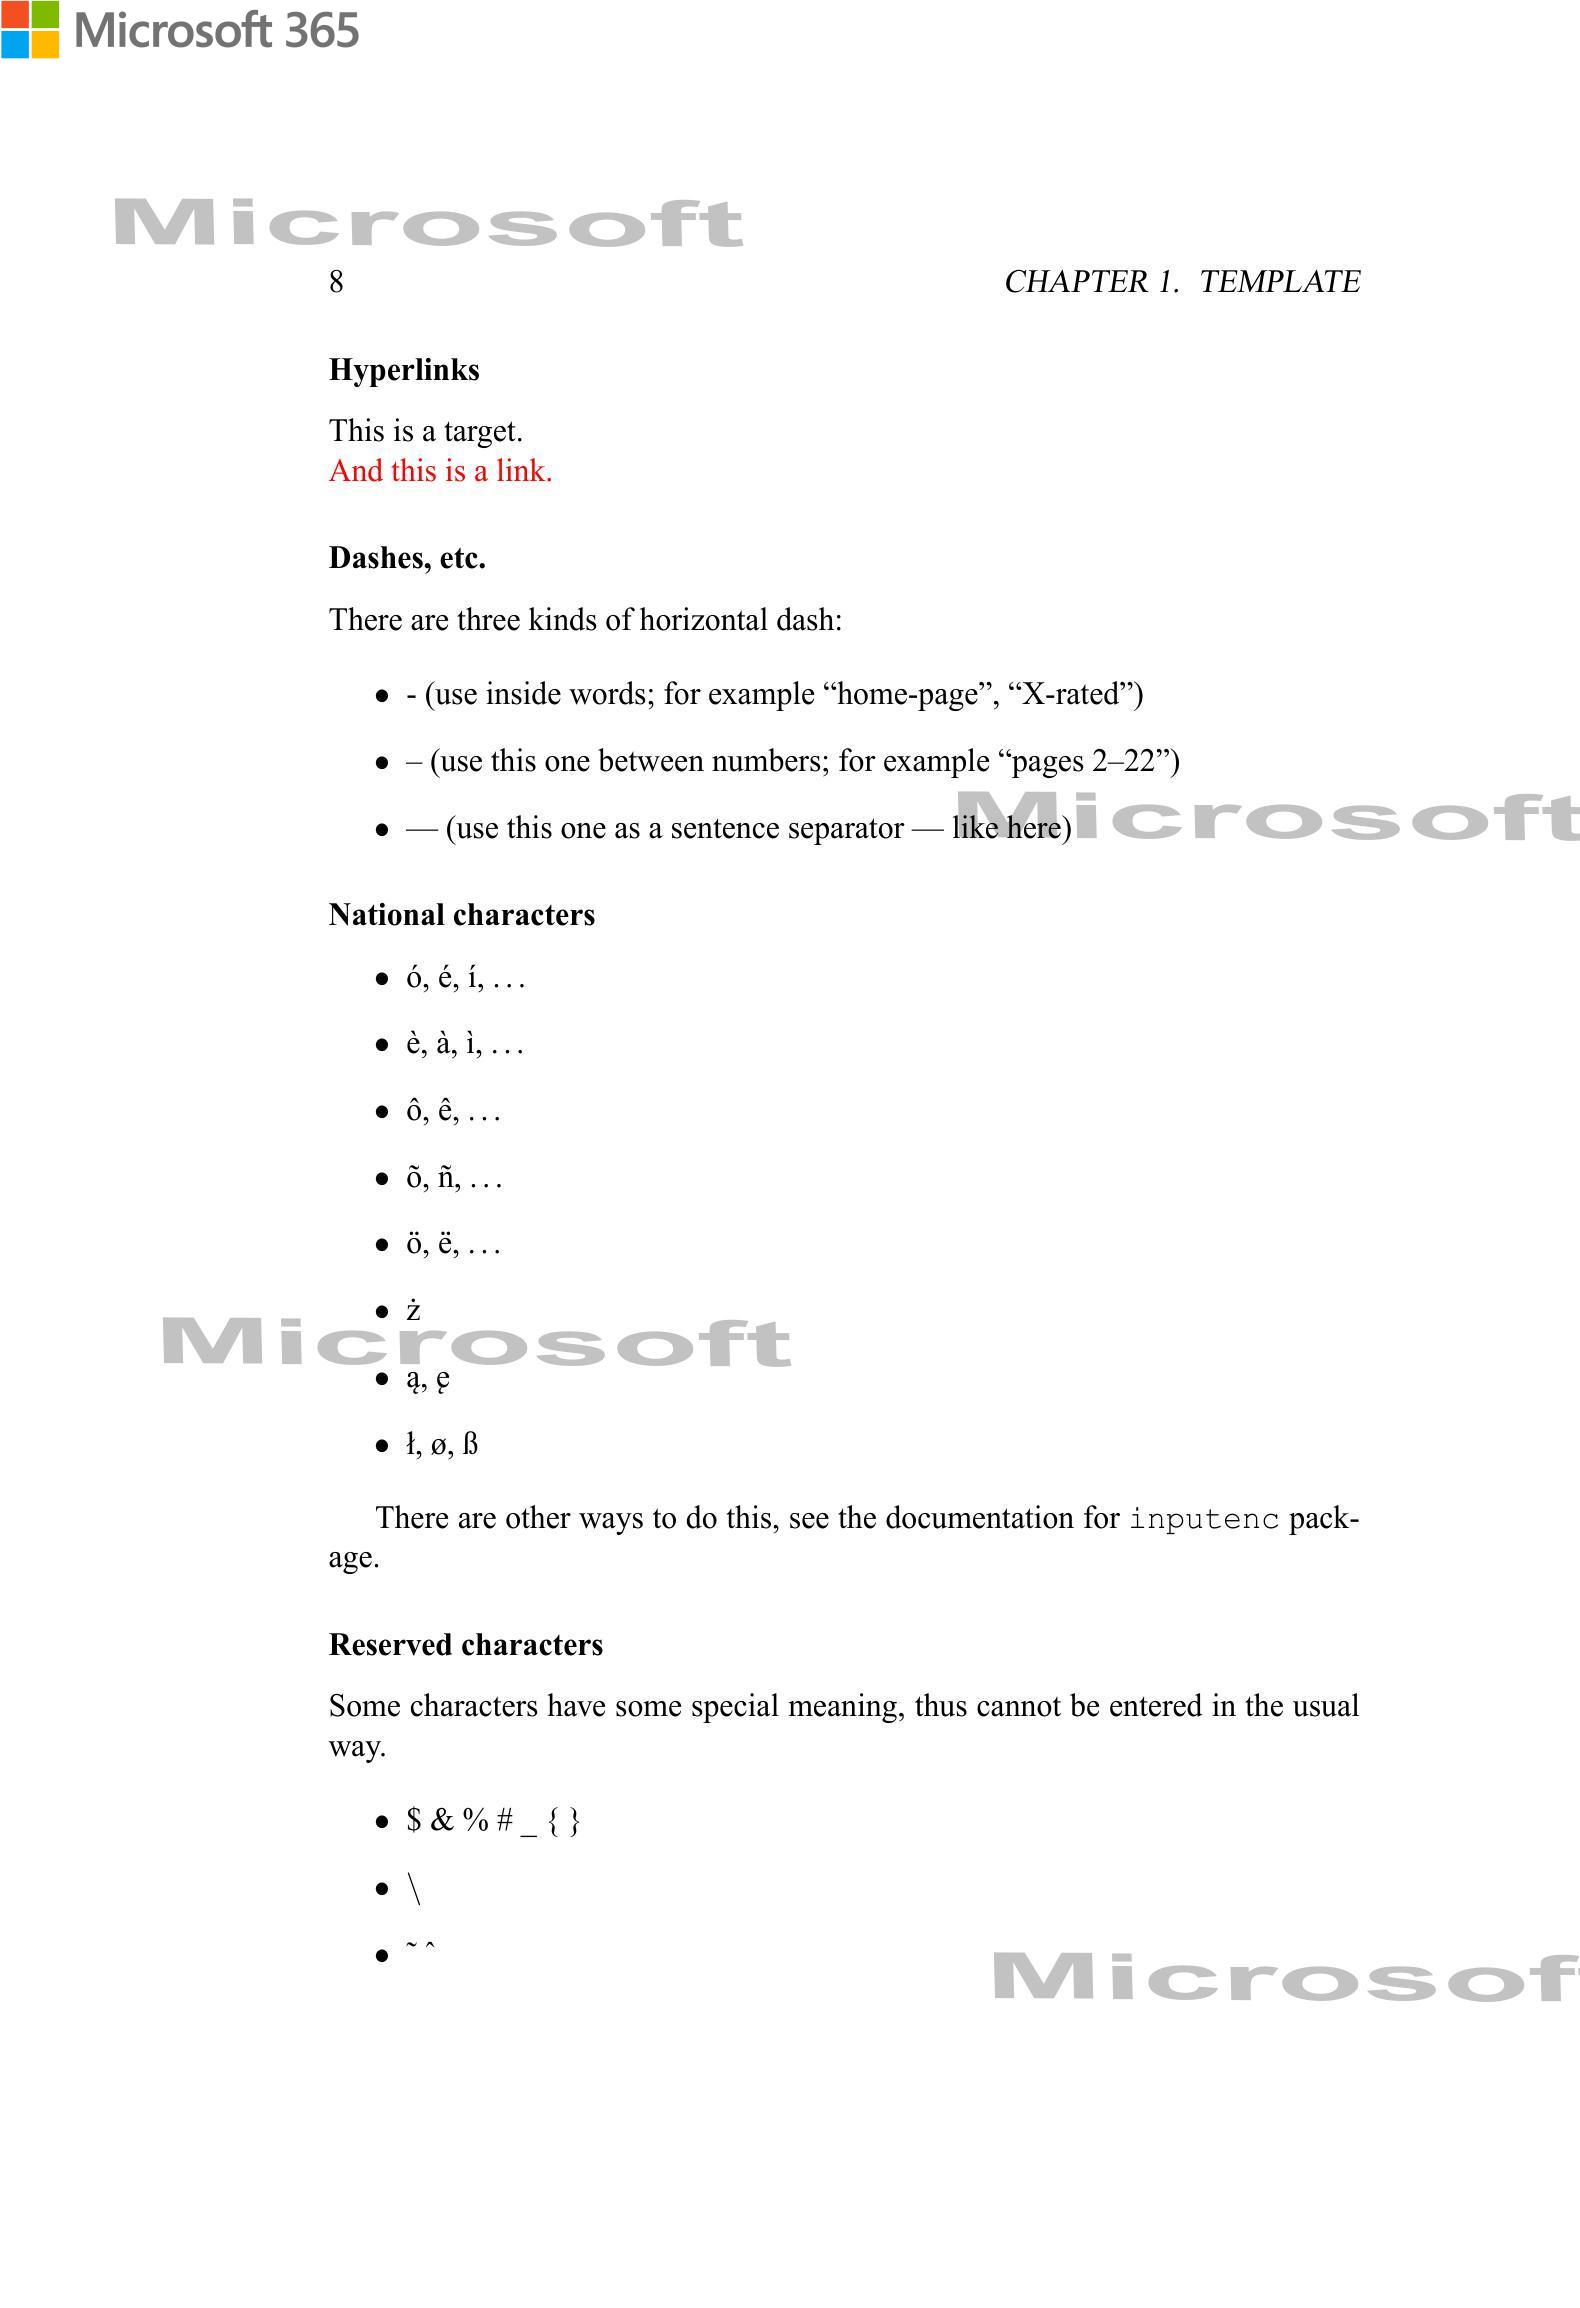 Microsoft 365
Microsoft
8 CHAPTER 1. TEMPLATE
Hyperlinks
This is a target.
And this is a link.
Dashes, etc.
There are three kinds of horizontal dash:
• - (use inside words; for example “home-page”, “X-rated”)
• – (use this one between numbers; for example “pages 2–22”)
Microsoft
• — (use this one as a sentence separator — like here)
National characters
• ó, é, í, . . .
• è, à, ì, . . .
• ô, ê, . . .
• õ, ñ, . . .
• ö, ë, . . .
• ż
Microsoft
• ą, ę
• ł, ø, ß
There are other ways to do this, see the documentation for inputenc pack-
age.
Reserved characters
Some characters have some special meaning, thus cannot be entered in the usual
way.
• $ & % # _ { }
• \
• ˜ ˆ
Microsof